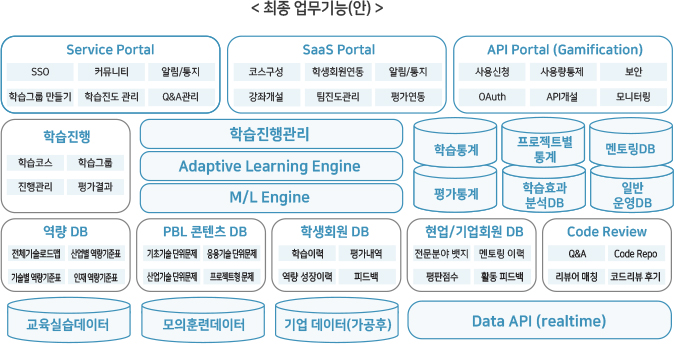 < 최종 업무기능(안) >
Service Portal
SSO 커뮤니티 알림/통지
학습그룹 만들기 학습진도 관리 Q&A관리
SaaS Portal
코스구성 학생회원연동 알림/통지
강좌개설 팀진도관리 평가연동
API Portal (Gamification)
사용신청 사용량통제 보안
OAuth API개설 모니터링
학습진행
학습코스 학습그룹
진행관리 평가결과
학습진행관리
Adaptive Learning Engine
M/L Engine
학습통계
프로젝트별
통계
멘토링DB
평가통계
학습효과
분석DB
일반
운영DB
역량 DB
전체기술로드맵 산업별 역량기준표
기술별 역량기준표 인재 역량기준표
PBL 콘텐츠 DB
기초기술 단위문제 응용기술 단위문제
산업기술 단위문제 프로젝트형 문제
학생회원 DB
학습이력 평가내역
역량 성장이력 피드백
현업/기업회원 DB
전문분야 뱃지 멘토링 이력
평판점수 활동 피드백
Code Review
Q&A Code Repo
리뷰어 매칭 코드리뷰 후기
교육실습데이터
모의훈련데이터
기업 데이터(가공후)
Data API (realtime)